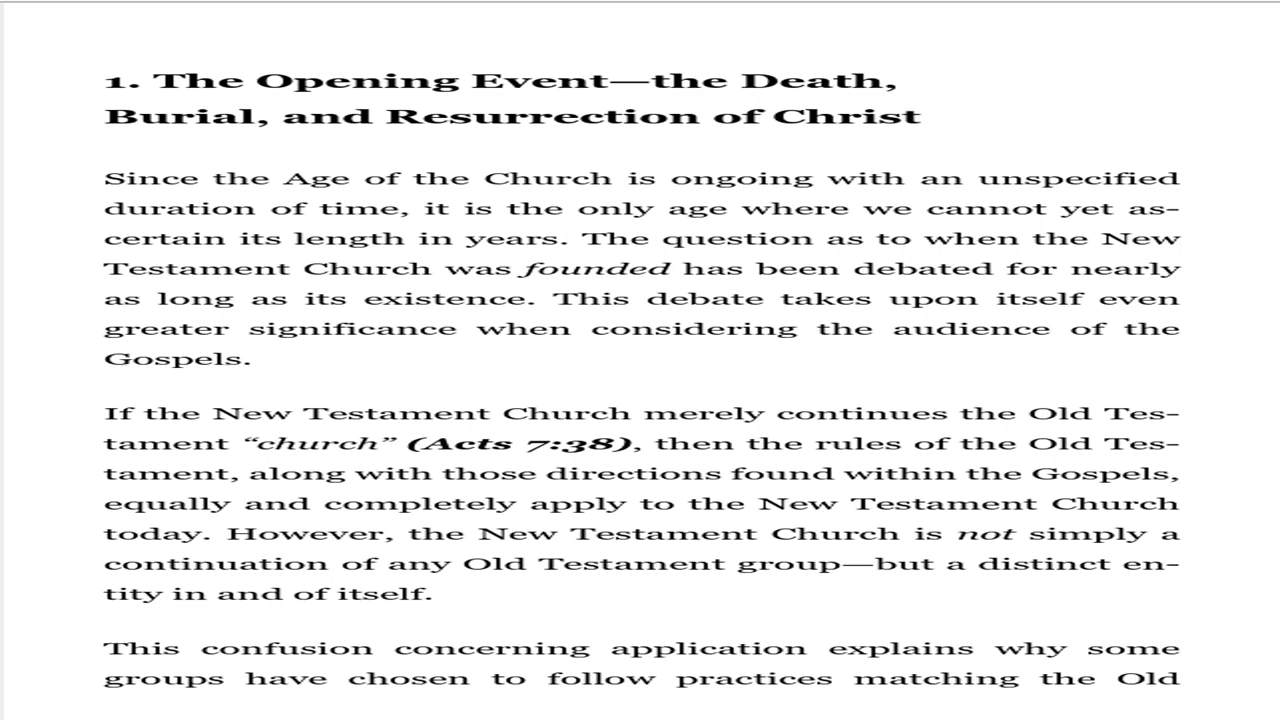 1. The Opening Event—the Death,
Burial, and Resurrection of Christ
Since the Age of the Church is ongoing with an unspecified
duration of time, it is the only age where we cannot yet as-
certain its length in years. The question as to when the New
Testament Church was founded has been debated for nearly
as long as its existence. This debate takes upon itself even
greater significance when considering the audience of the
Gospels.
If the New Testament Church merely continues the Old Tes-
tament “church” (Acts 7:38), then the rules of the Old Tes-
tament, along with those directions found within the Gospels,
equally and completely apply to the New Testament Church
today. However, the New Testament Church is not simply a
continuation of any Old Testament group—but a distinct en-
tity in and of itself.
This confusion concerning application explains why some
groups have chosen to follow practices matching the Old